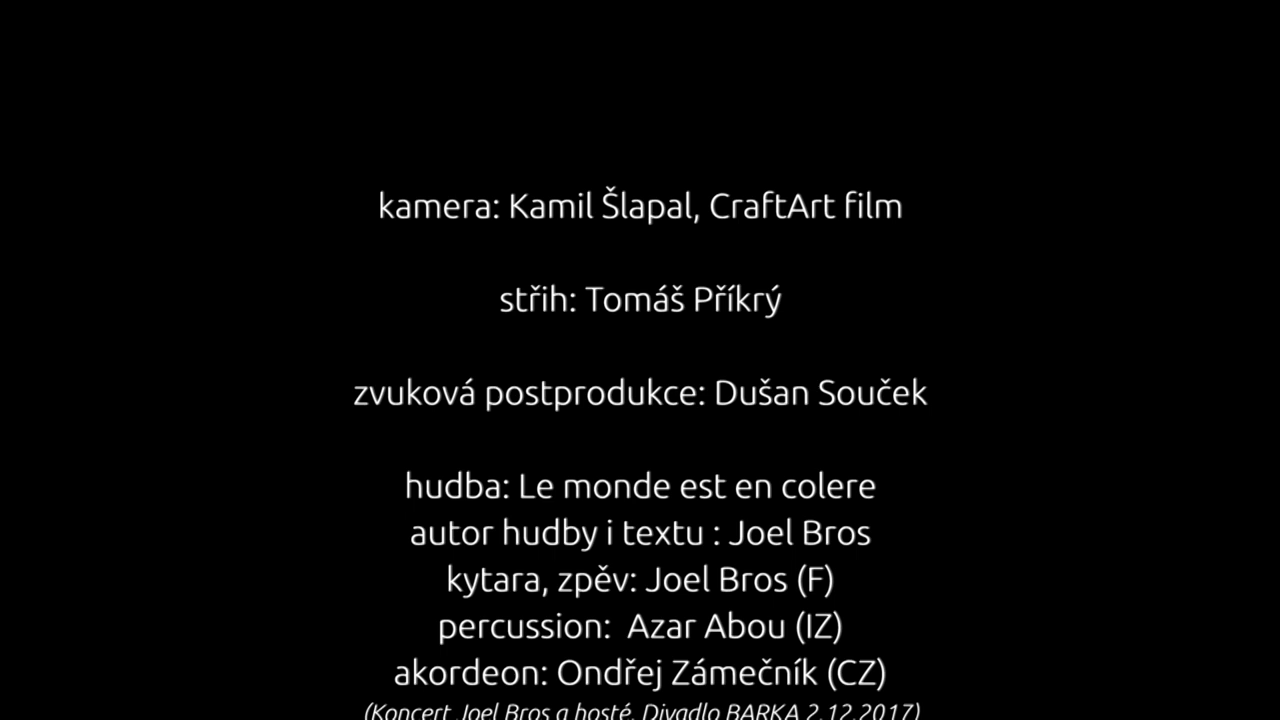 kamera: Kamil Šlapal, CraftArt film
střih: Tomáš Příkrý
zvuková postprodukce: Dušan Souček
hudba: Le monde est en colere
autor hudby i textu : Joel Bros
kytara, zpěv: Joel Bros (F)
percussion: Azar Abou (IZ)
akordeon: Ondřej Zámečník (CZ)
(Koncert Joel Bros a hosté, Divadlo BARKA 2.12.2017)